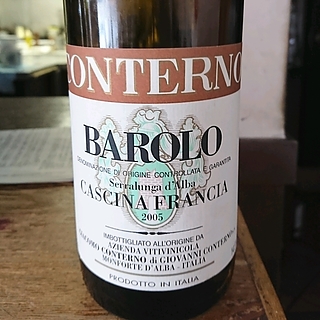 CONTERNO
BAROLO
DENOMINAZIONE DI ORIGINE CONTROLLATA E GARANTITA
Serralunga d'Alba
CASCINA FRANCIA
2005
IMBOTTIGLIATO ALL'ORIGINE DA
AZIENDA VITIVINICOLA
GIACOMO CONTERNO di GIOVANNI CONTERNO
MONFORTE D'ALBA - ITALIA
PRODOTTO IN ITALIA